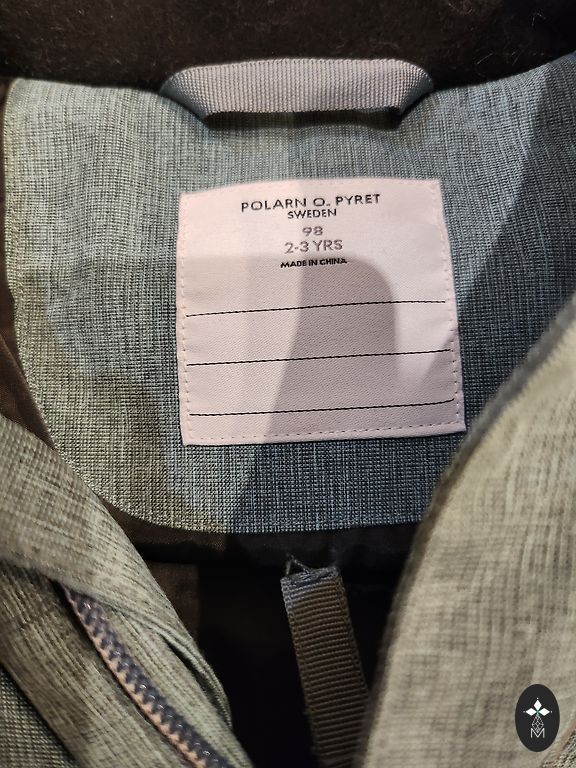 POLARN O. PYRET
SWEDEN
98
2-3 YRS
MADE IN CHINA
M